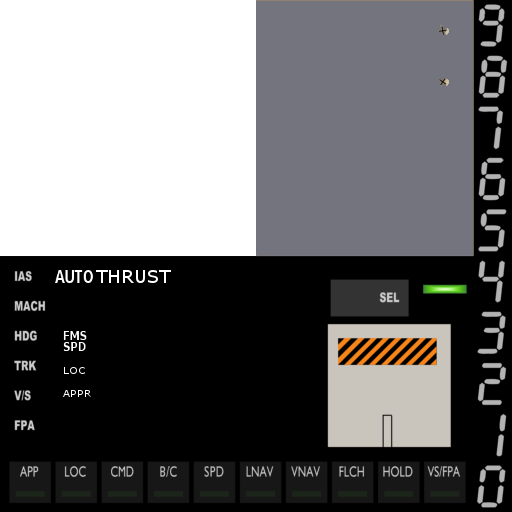 9
8
7
6
5
4
3
2
1
0
IAS
AUTOTHRUST
MACH
SEL
HDG
FMS
SPD
TRK
LOC
V/S
APPR
FPA
APP LOC CMD B/C SPD LNAV VNAV FLCH HOLD VS/FPA